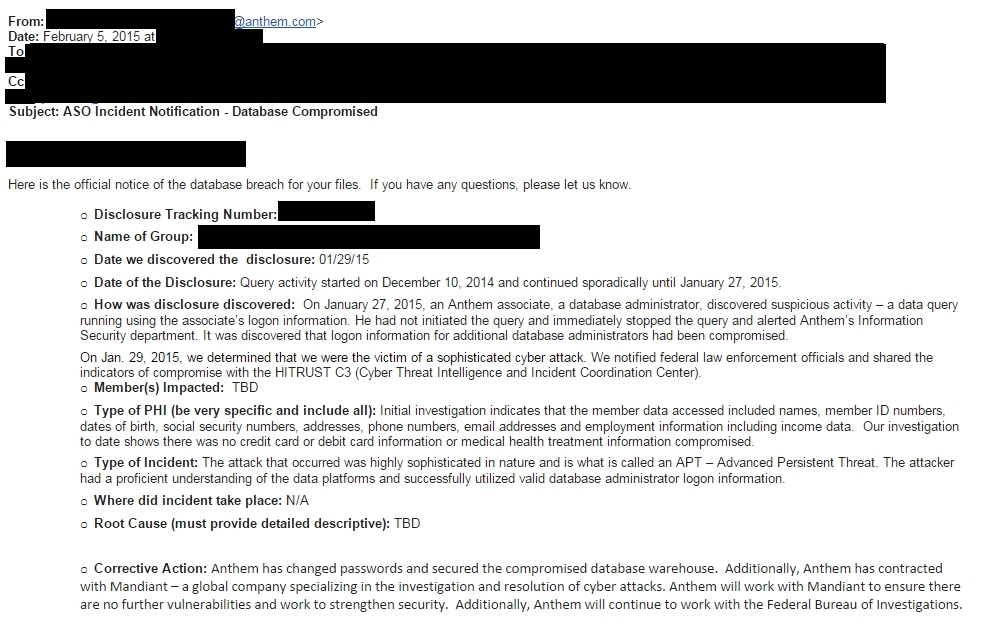 From: @anthem.com>
Date: February 5, 2015 at
To
Cc
Subject: ASO Incident Notification - Database Compromised
Here is the official notice of the database breach for your files.  If you have any questions, please let us know.
o Disclosure Tracking Number:
o Name of Group:
o Date we discovered the  disclosure: 01/29/15
o Date of the Disclosure: Query activity started on December 10, 2014 and continued sporadically until January 27, 2015.
o How was disclosure discovered:  On January 27, 2015, an Anthem associate, a database administrator, discovered suspicious activity – a data query
running using the associate's logon information. He had not initiated the query and immediately stopped the query and alerted Anthem's Information
Security department. It was discovered that logon information for additional database administrators had been compromised.
On Jan. 29, 2015, we determined that we were the victim of a sophisticated cyber attack. We notified federal law enforcement officials and shared the
indicators of compromise with the HITRUST C3 (Cyber Threat Intelligence and Incident Coordination Center).
o Member(s) Impacted:  TBD
o Type of PHI (be very specific and include all): Initial investigation indicates that the member data accessed included names, member ID numbers,
dates of birth, social security numbers, addresses, phone numbers, email addresses and employment information including income data.  Our investigation
to date shows there was no credit card or debit card information or medical health treatment information compromised.
o Type of Incident: The attack that occurred was highly sophisticated in nature and is what is called an APT – Advanced Persistent Threat. The attacker
had a proficient understanding of the data platforms and successfully utilized valid database administrator logon information.
o Where did incident take place: N/A
o Root Cause (must provide detailed descriptive): TBD
o Corrective Action: Anthem has changed passwords and secured the compromised database warehouse.  Additionally, Anthem has contracted
with Mandiant – a global company specializing in the investigation and resolution of cyber attacks. Anthem will work with Mandiant to ensure there
are no further vulnerabilities and work to strengthen security.  Additionally, Anthem will continue to work with the Federal Bureau of Investigations.